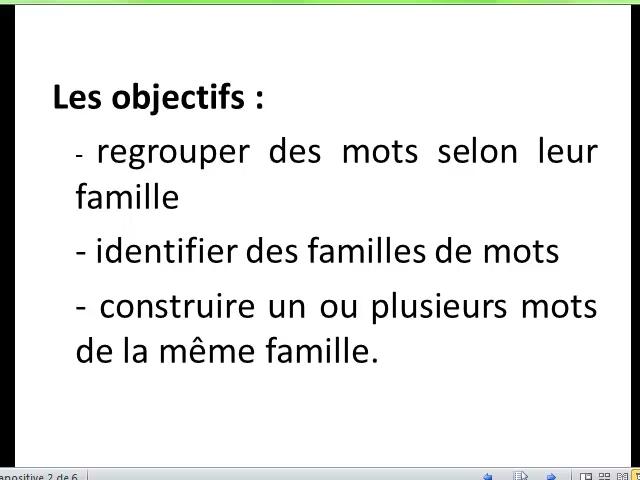 Les objectifs :
- regrouper des mots selon leur
famille
- identifier des familles de mots
- construire un ou plusieurs mots
de la même famille.
apositive 2 de 6